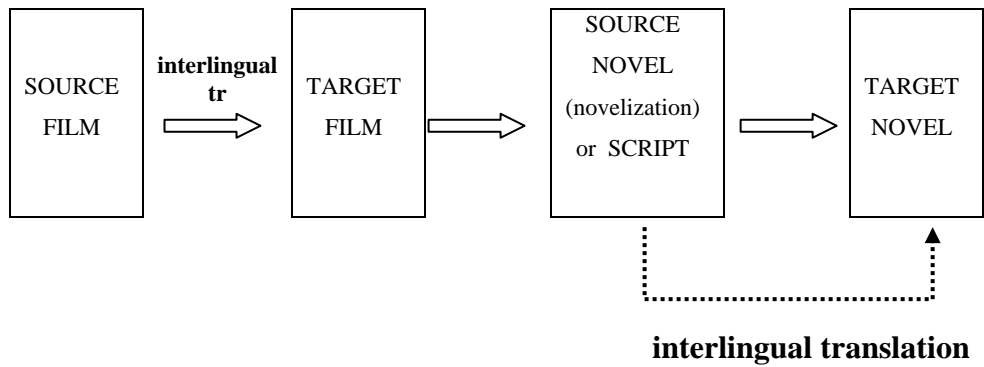 SOURCE
FILM
interlingual
tr
TARGET
FILM
SOURCE
NOVEL
(novelization)
or SCRIPT
TARGET
NOVEL
interlingual translation